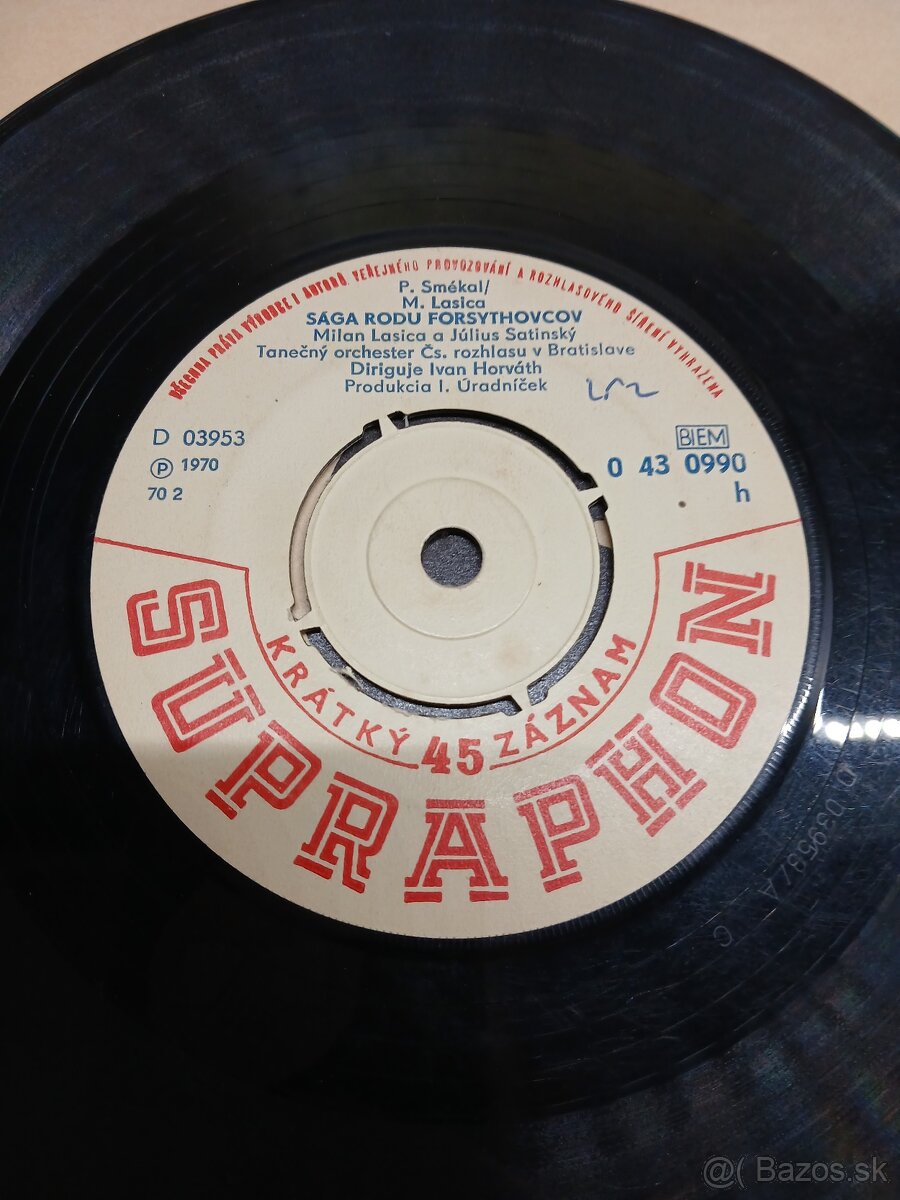 VŠECHNA PRÁVA VÝROBCE I AUTORŮ VEŘEJNÉHO PROVOZOVÁNÍ A ROZHLASOVÉHO ŠÍŘENÍ VYHRAZENA
P. Smékal/
M. Lasica
SÁGA RODU FORSYTHOVCOV
Milan Lasica a Július Satinský
Tanečný orchester Čs. rozhlasu v Bratislave
Diriguje Ivan Horváth
Produkcia I. Úradníček
D 03953
Ⓟ 1970
70 2
BIEM
0 43 0990
h
KRÁTKÝ 45 ZÁZNAM
SUPRAPHON
@( Bazos.sk